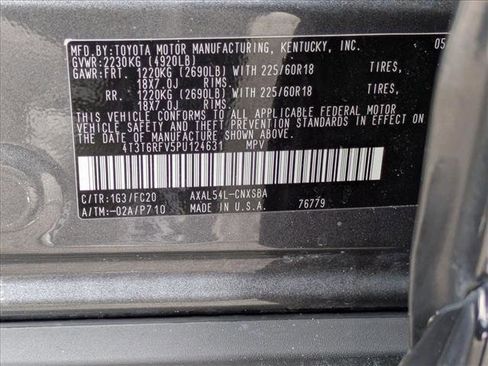 MFD.BY:TOYOTA MOTOR MANUFACTURING, KENTUCKY, INC. 05
GVWR:2230KG (4920LB)
GAWR:FRT. 1220KG (2690LB) WITH 225/60R18 TIRES,
18X7.0J RIMS
RR. 1220KG (2690LB) WITH 225/60R18 TIRES,
18X7.0J RIMS
THIS VEHICLE CONFORMS TO ALL APPLICABLE FEDERAL MOTOR
VEHICLE SAFETY AND THEFT PREVENTION STANDARDS IN EFFECT ON
THE DATE OF MANUFACTURE SHOWN ABOVE.
4T3T6RFV5PU124631 MPV
C/TR:1G3/FC20 AXAL54L-CNXSBA
A/TM:-02A/P710 MADE IN U.S.A. 76779